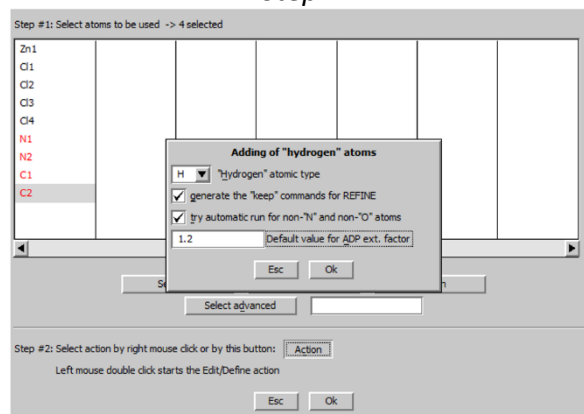 Step #1: Select atoms to be used -> 4 selected
Zn1
Cl1
Cl2
Cl3
Cl4
N1
N2
C1
C2
Adding of "hydrogen" atoms
H "Hydrogen" atomic type
generate the "keep" commands for REFINE
try automatic run for non-"N" and non-"O" atoms
1.2 Default value for ADP ext. factor
Esc Ok
Select advanced
Step #2: Select action by right mouse click or by this button: Action
Left mouse double click starts the Edit/Define action
Esc Ok